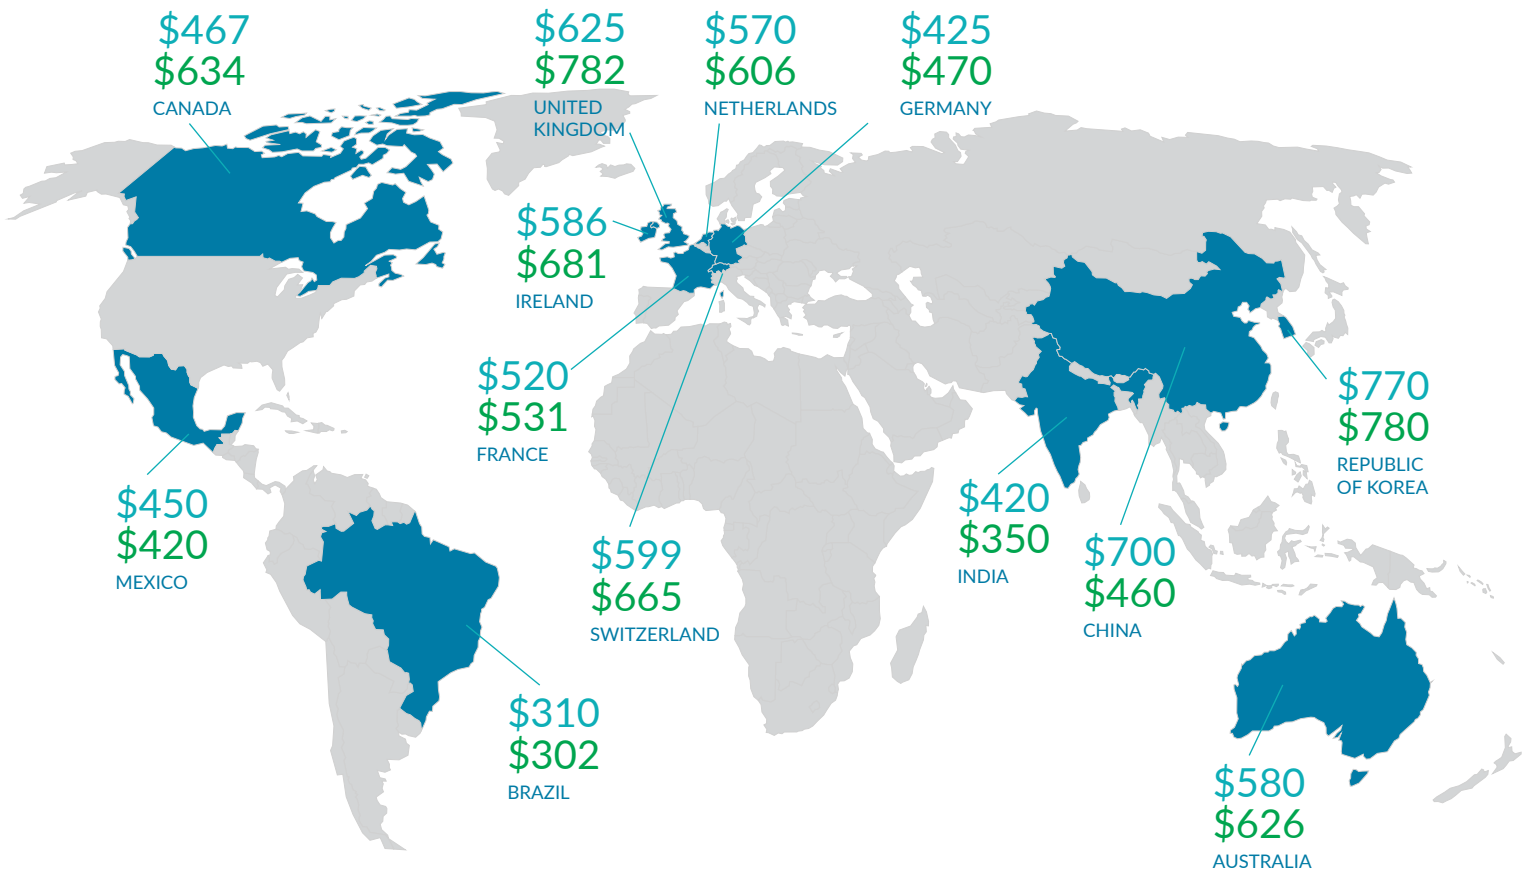 $467
$634
CANADA
$625
$782
UNITED
KINGDOM
$570
$606
NETHERLANDS
$425
$470
GERMANY
$586
$681
IRELAND
$520
$531
FRANCE
$770
$780
REPUBLIC
OF KOREA
$450
$420
MEXICO
$599
$665
SWITZERLAND
$420
$350
INDIA
$700
$460
CHINA
$310
$302
BRAZIL
$580
$626
AUSTRALIA